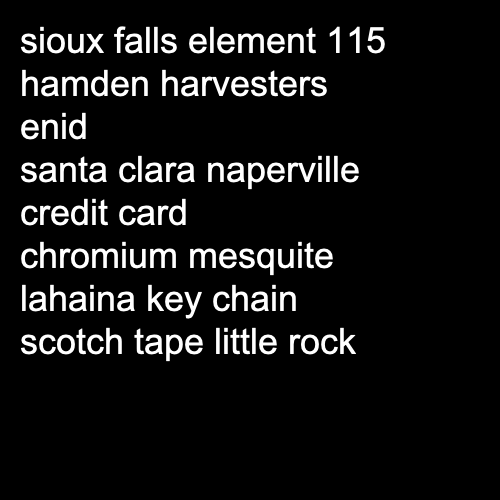 sioux falls element 115
hamden harvesters
enid
santa clara naperville
credit card
chromium mesquite
lahaina key chain
scotch tape little rock